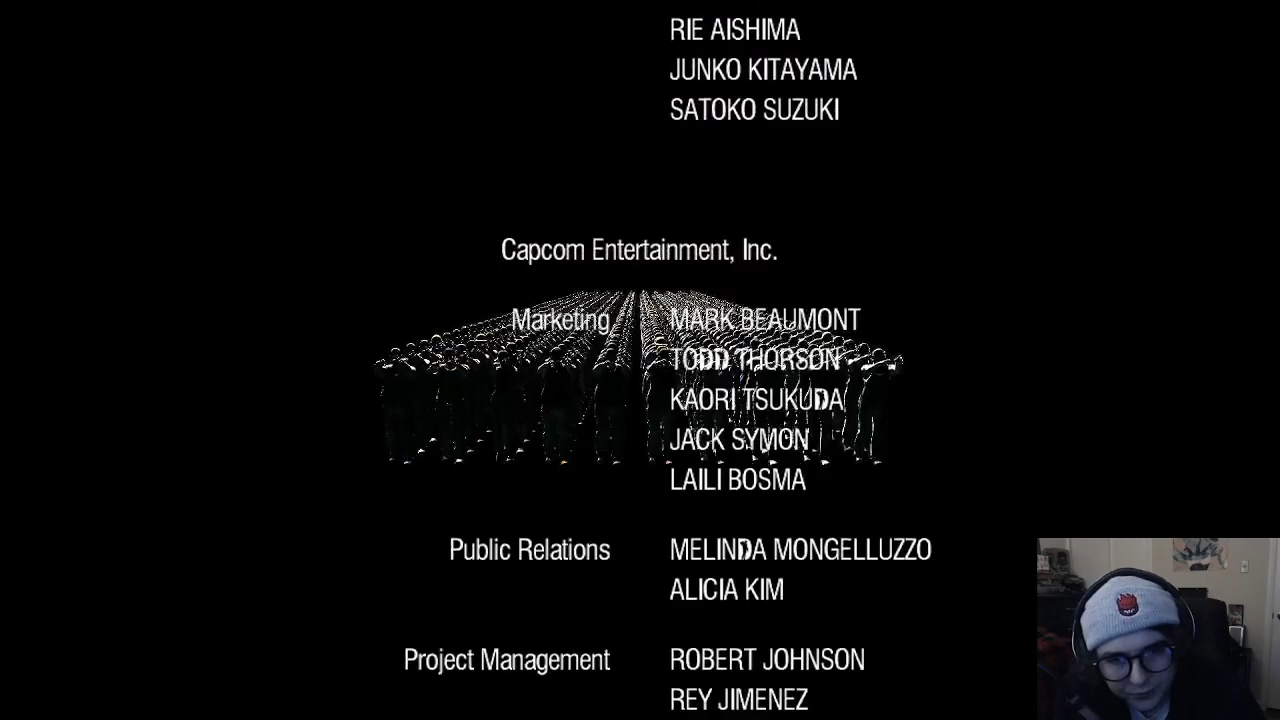 RIE AISHIMA
JUNKO KITAYAMA
SATOKO SUZUKI
Capcom Entertainment, Inc.
Marketing MARK BEAUMONT
TODD THORSON
KAORI TSUKUDA
JACK SYMON
LAILI BOSMA
Public Relations MELINDA MONGELLUZZO
ALICIA KIM
Project Management ROBERT JOHNSON
REY JIMENEZ